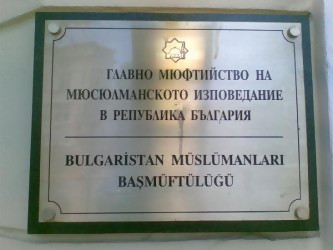 ГЛАВНО МЮФТИЙСТВО НА
МЮСЮЛМАНСКОТО ИЗПОВЕДАНИЕ
В РЕПУБЛИКА БЪЛГАРИЯ
BULGARİSTAN MÜSLÜMANLARI
BAŞMÜFTÜLÜĞÜ